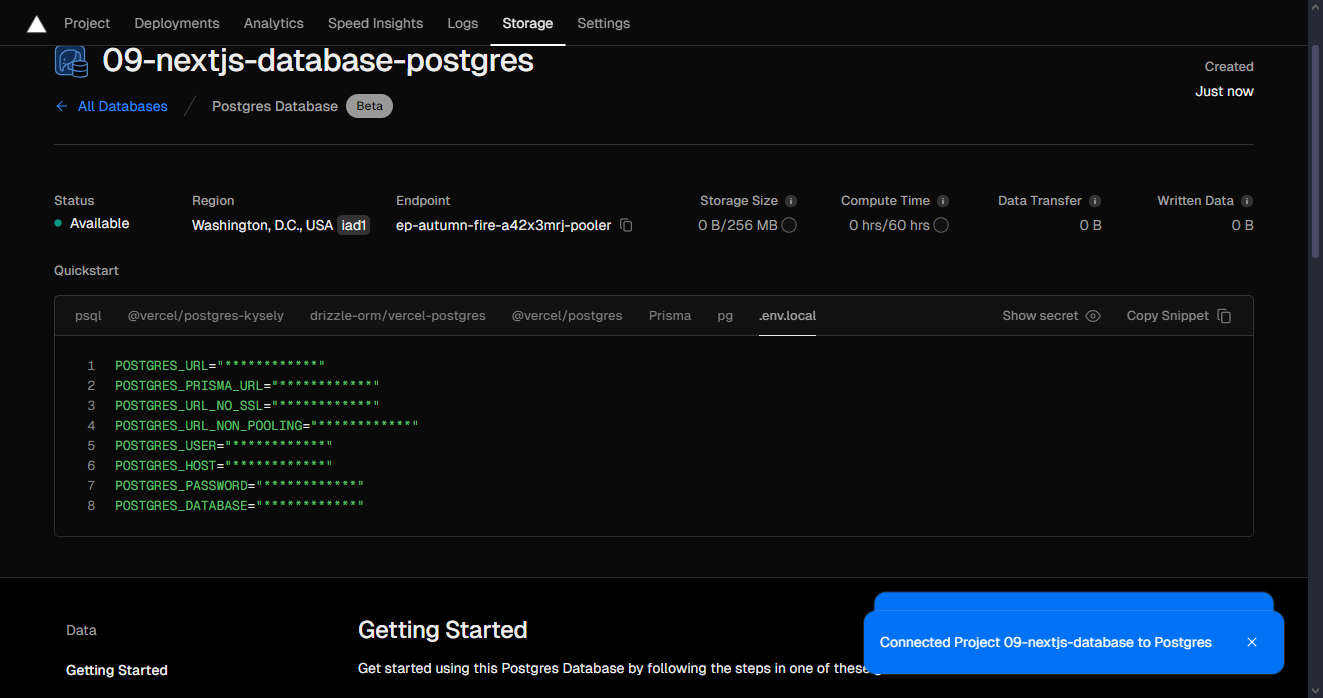 Project Deployments Analytics Speed Insights Logs Storage Settings
09-nextjs-database-postgres
Created
Just now
← All Databases / Postgres Database Beta
Status Region Endpoint Storage Size Compute Time Data Transfer Written Data
Available Washington, D.C., USA iad1 ep-autumn-fire-a42x3mrj-pooler 0 B/256 MB 0 hrs/60 hrs 0 B 0 B
Quickstart
psql @vercel/postgres-kysely drizzle-orm/vercel-postgres @vercel/postgres Prisma pg .env.local Show secret Copy Snippet
1 POSTGRES_URL="************"
2 POSTGRES_PRISMA_URL="************"
3 POSTGRES_URL_NO_SSL="************"
4 POSTGRES_URL_NON_POOLING="************"
5 POSTGRES_USER="************"
6 POSTGRES_HOST="************"
7 POSTGRES_PASSWORD="************"
8 POSTGRES_DATABASE="************"
Data
Getting Started
Getting Started
Get started using this Postgres Database by following the steps in one of these
Connected Project 09-nextjs-database to Postgres